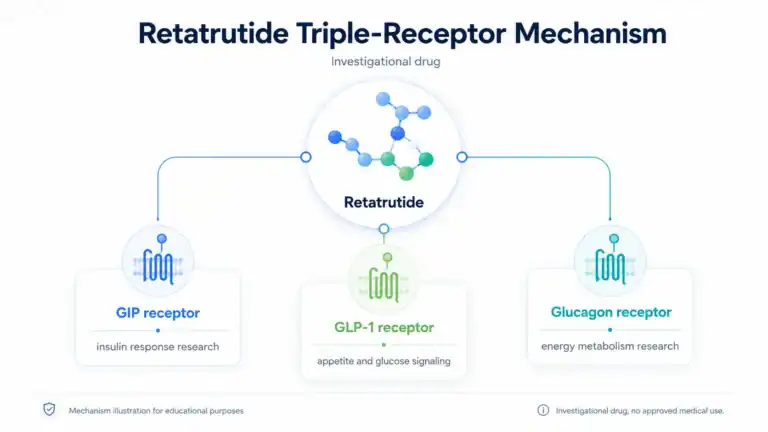 Retatrutide Triple-Receptor Mechanism
Investigational drug
Retatrutide
GIP receptor
insulin response research
GLP-1 receptor
appetite and glucose signaling
Glucagon receptor
energy metabolism research
Mechanism illustration for educational purposes
Investigational drug, no approved medical use.